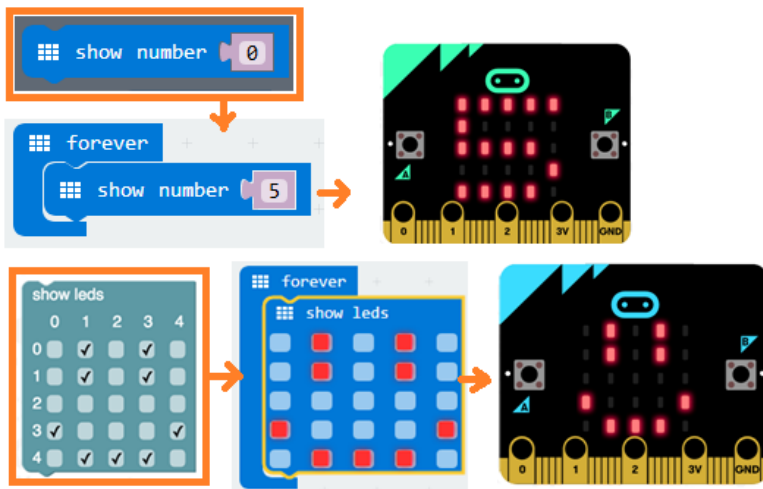 show number 0
forever
show number 5
A
B
0 1 2 3V GND
show leds
0 1 2 3 4
0
1
2
3
4
forever
show leds
A
B
0 1 2 3V GND